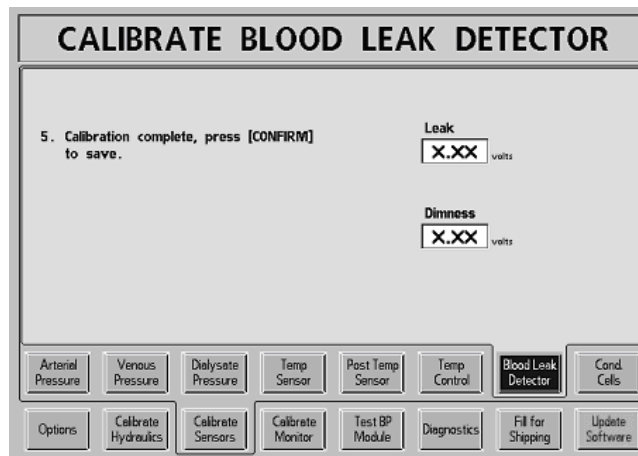 CALIBRATE BLOOD LEAK DETECTOR
5. Calibration complete, press [CONFIRM]
to save.
Leak
X.XX volts
Dimness
X.XX volts
Arterial Pressure
Venous Pressure
Dialysate Pressure
Temp Sensor
Post Temp Sensor
Temp Control
Blood Leak Detector
Cond. Cells
Options
Calibrate Hydraulics
Calibrate Sensors
Calibrate Monitor
Test BP Module
Diagnostics
Fill for Shipping
Update Software